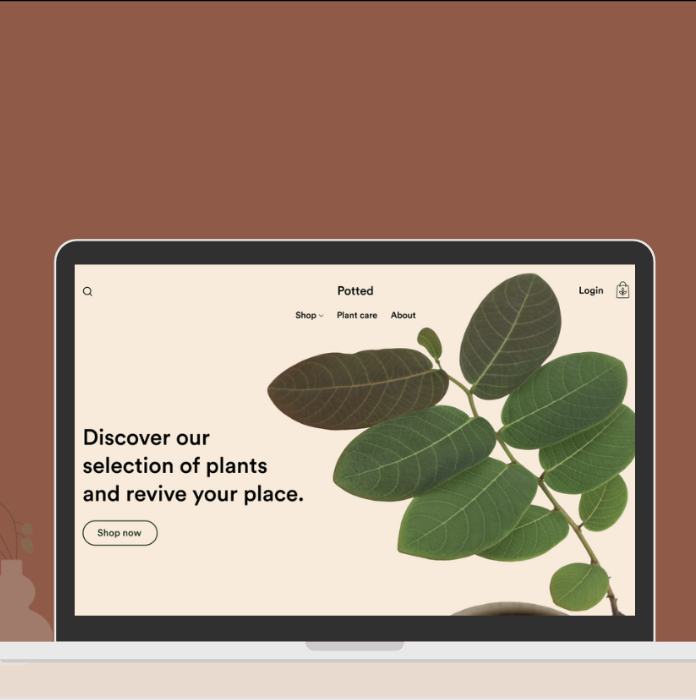 Potted
Login
Shop
Plant care
About
Discover our
selection of plants
and revive your place.
Shop now